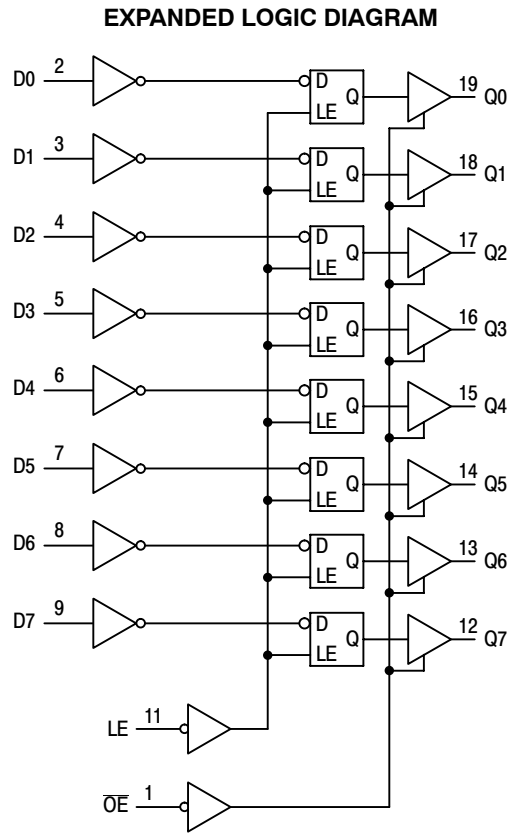 EXPANDED LOGIC DIAGRAM
D0 2 D LE Q 19 Q0
D1 3 D LE Q 18 Q1
D2 4 D LE Q 17 Q2
D3 5 D LE Q 16 Q3
D4 6 D LE Q 15 Q4
D5 7 D LE Q 14 Q5
D6 8 D LE Q 13 Q6
D7 9 D LE Q 12 Q7
LE 11
O̅E̅ 1